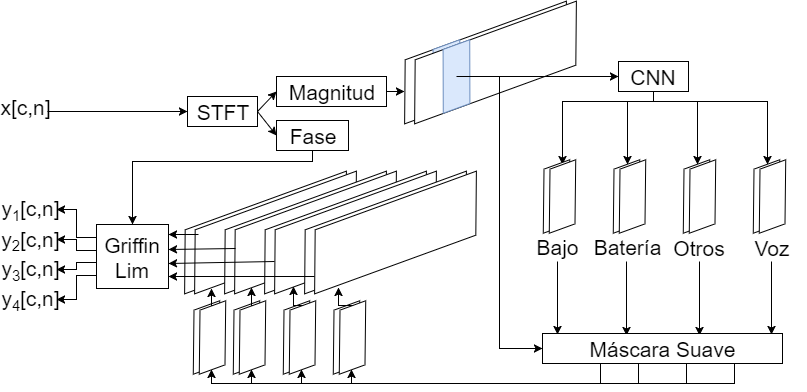 x[c,n]
STFT
Magnitud
Fase
CNN
Bajo
Batería
Otros
Voz
Máscara Suave
Griffin
Lim
y1[c,n]
y2[c,n]
y3[c,n]
y4[c,n]